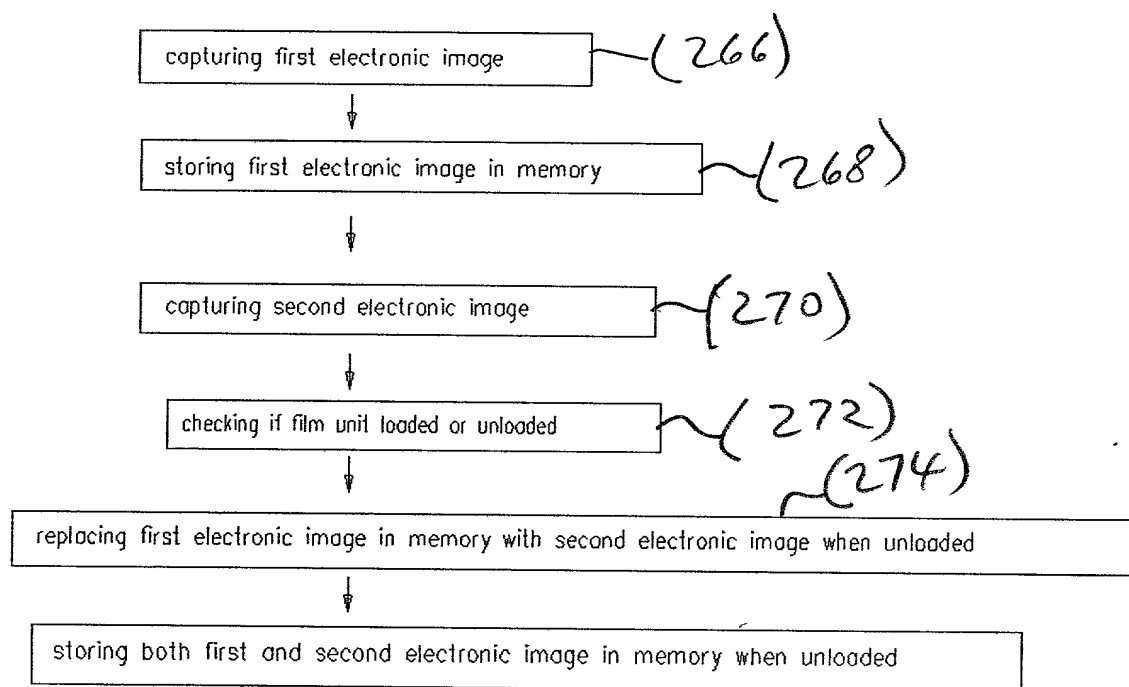 capturing first electronic image (266)
storing first electronic image in memory (268)
capturing second electronic image (270)
checking if film unit loaded or unloaded (272)
(274)
replacing first electronic image in memory with second electronic image when unloaded
storing both first and second electronic image in memory when unloaded